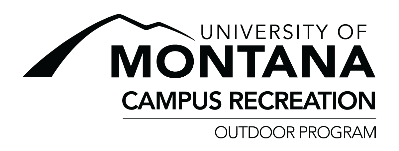 UNIVERSITY OF
MONTANA
CAMPUS RECREATION
OUTDOOR PROGRAM